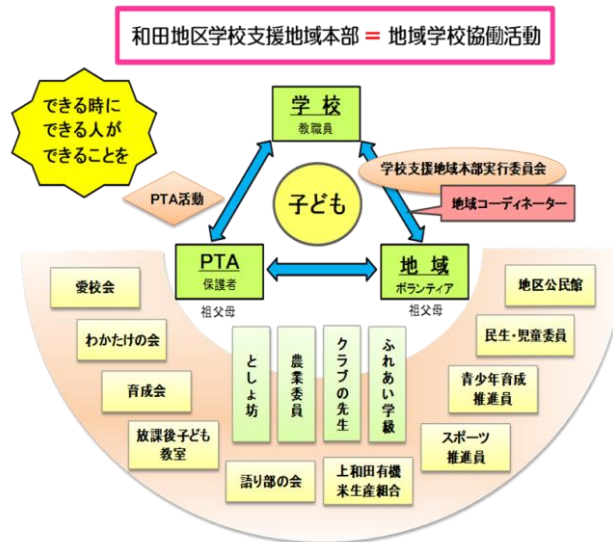 和田地区学校支援地域本部 = 地域学校協働活動
できる時に
できる人が
できることを
学校
教職員
学校支援地域本部実行委員会
PTA活動
子ども
地域コーディネーター
PTA
保護者
祖父母
地域
ボランティア
祖父母
愛校会
わかたけの会
育成会
放課後子ども
教室
としょ坊
農業委員
クラブの先生
ふれあい学級
語り部の会
上和田有機
米生産組合
地区公民館
民生・児童委員
青少年育成
推進員
スポーツ
推進員